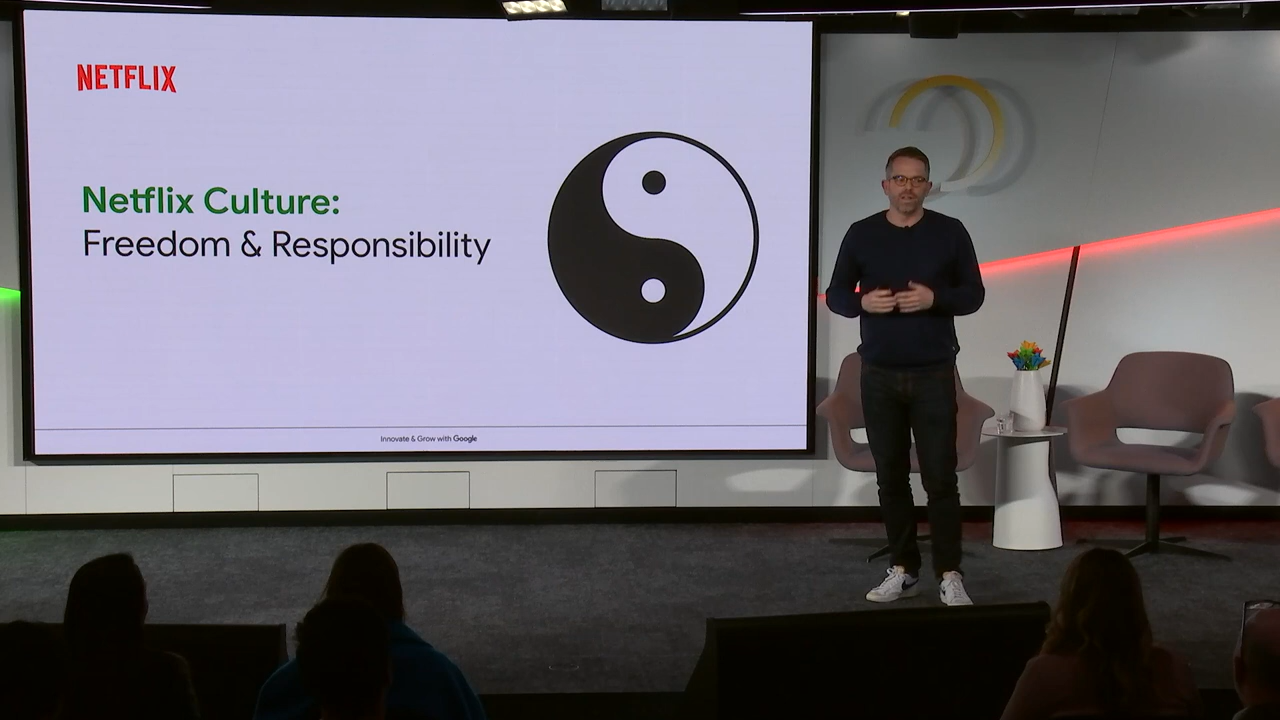 NETFLIX
Netflix Culture:
Freedom & Responsibility
Innovate & Grow with Google